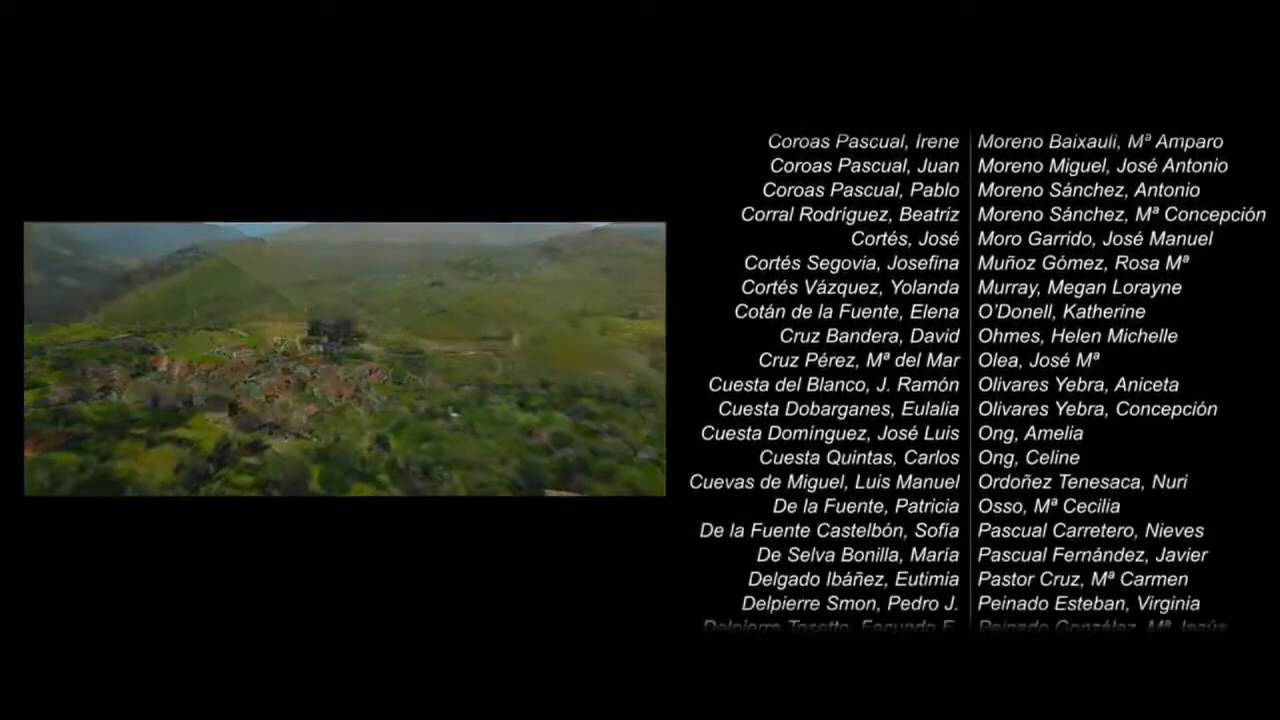 Coroas Pascual, Irene
Coroas Pascual, Juan
Coroas Pascual, Pablo
Corral Rodríguez, Beatriz
Cortés, José
Cortés Segovia, Josefina
Cortés Vázquez, Yolanda
Cotán de la Fuente, Elena
Cruz Bandera, David
Cruz Pérez, Mª del Mar
Cuesta del Blanco, J. Ramón
Cuesta Dobarganes, Eulalia
Cuesta Domínguez, José Luis
Cuesta Quintas, Carlos
Cuevas de Miguel, Luis Manuel
De la Fuente, Patricia
De la Fuente Castelbón, Sofía
De Selva Bonilla, María
Delgado Ibáñez, Eutimia
Delpierre Smon, Pedro J.
Moreno Baixauli, Mª Amparo
Moreno Miguel, José Antonio
Moreno Sánchez, Antonio
Moreno Sánchez, Mª Concepción
Moro Garrido, José Manuel
Muñoz Gómez, Rosa Mª
Murray, Megan Lorayne
O'Donell, Katherine
Ohmes, Helen Michelle
Olea, José Mª
Olivares Yebra, Aniceta
Olivares Yebra, Concepción
Ong, Amelia
Ong, Celine
Ordoñez Tenesaca, Nuri
Osso, Mª Cecilia
Pascual Carretero, Nieves
Pascual Fernández, Javier
Pastor Cruz, Mª Carmen
Peinado Esteban, Virginia